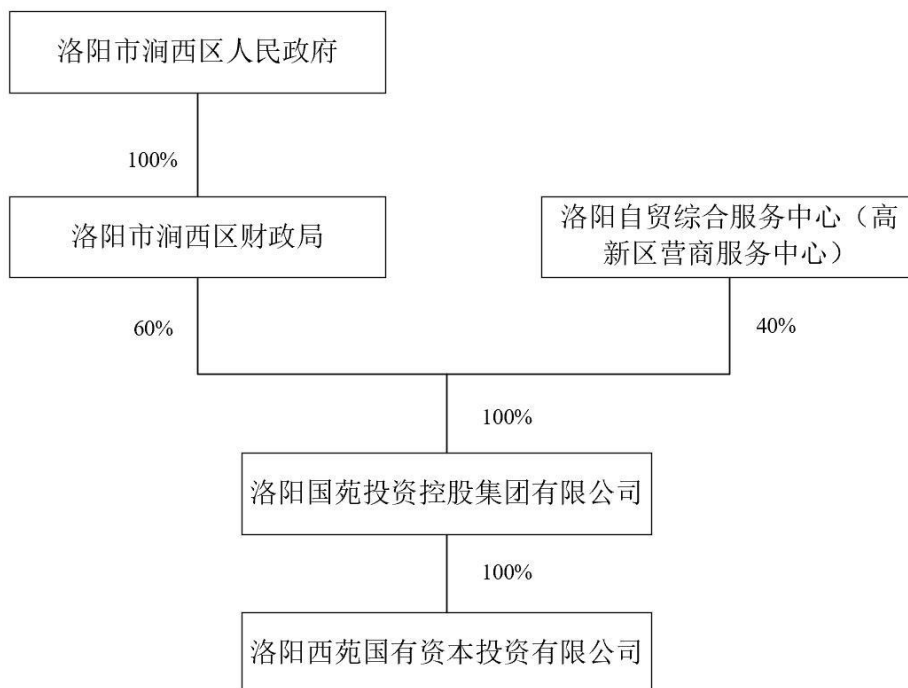 洛阳市涧西区人民政府
100%
洛阳市涧西区财政局
洛阳自贸综合服务中心（高
新区营商服务中心）
60%
40%
100%
洛阳国苑投资控股集团有限公司
100%
洛阳西苑国有资本投资有限公司